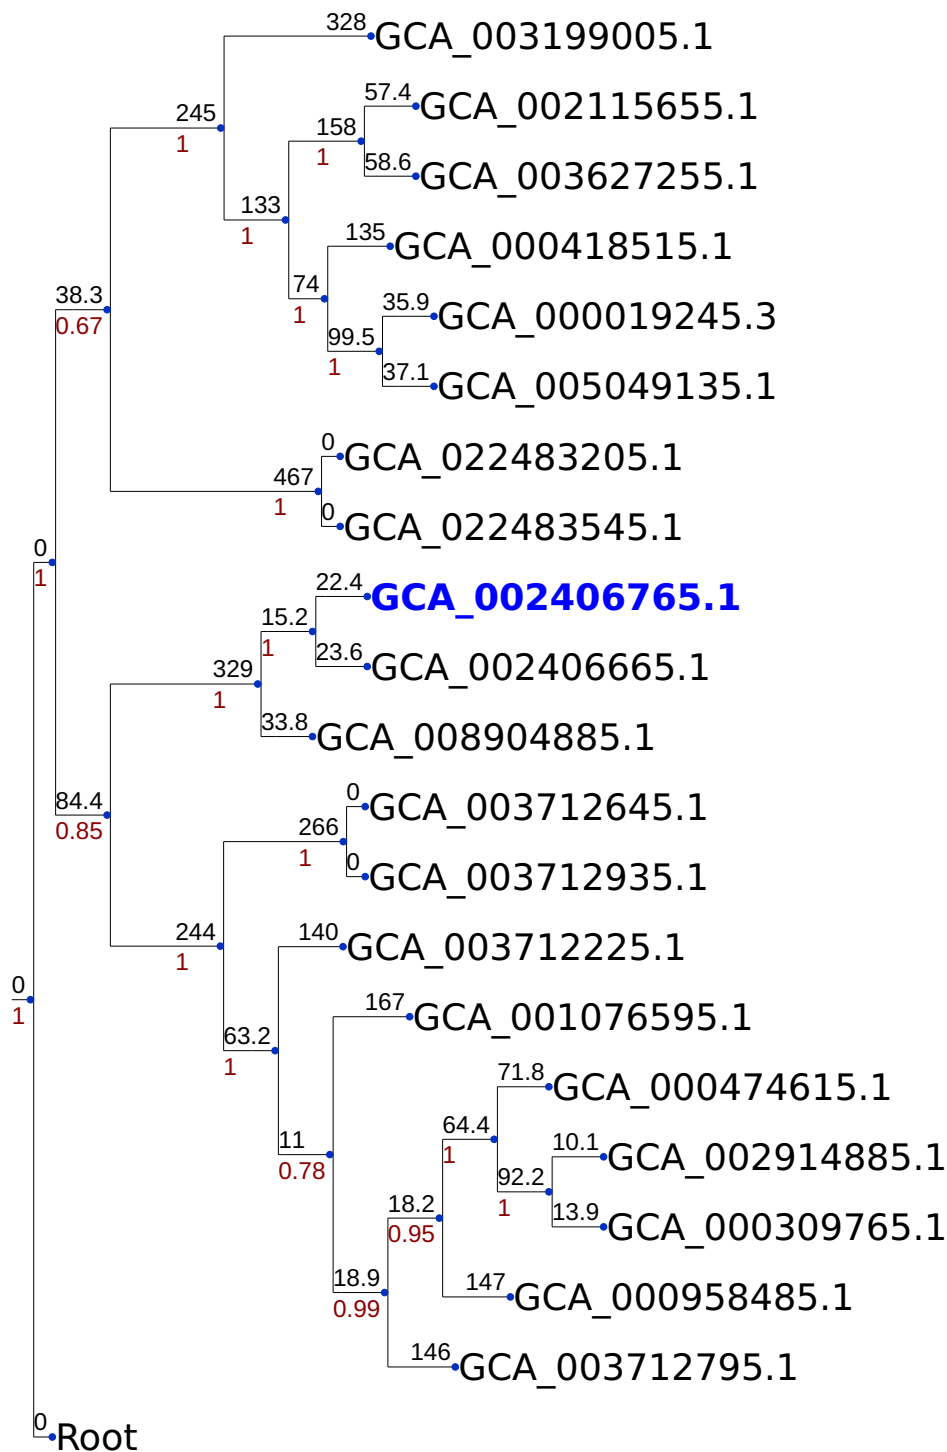 328
GCA_003199005.1
57.4
GCA_002115655.1
245
158
1
1
58.6
GCA_003627255.1
133
1
135
GCA_000418515.1
74
1
38.3
35.9
GCA_000019245.3
0.67
99.5
1
37.1
GCA_005049135.1
0
GCA_022483205.1
467
1
0
GCA_022483545.1
0
1
22.4
GCA_002406765.1
15.2
1
23.6
GCA_002406665.1
329
1
33.8
GCA_008904885.1
84.4
0.85
0
GCA_003712645.1
266
1
0
GCA_003712935.1
244
1
140
GCA_003712225.1
0
1
167
GCA_001076595.1
63.2
1
71.8
GCA_000474615.1
64.4
1
11
0.78
10.1
GCA_002914885.1
92.2
1
18.2
0.95
13.9
GCA_000309765.1
18.9
0.99
147
GCA_000958485.1
146
GCA_003712795.1
0
Root